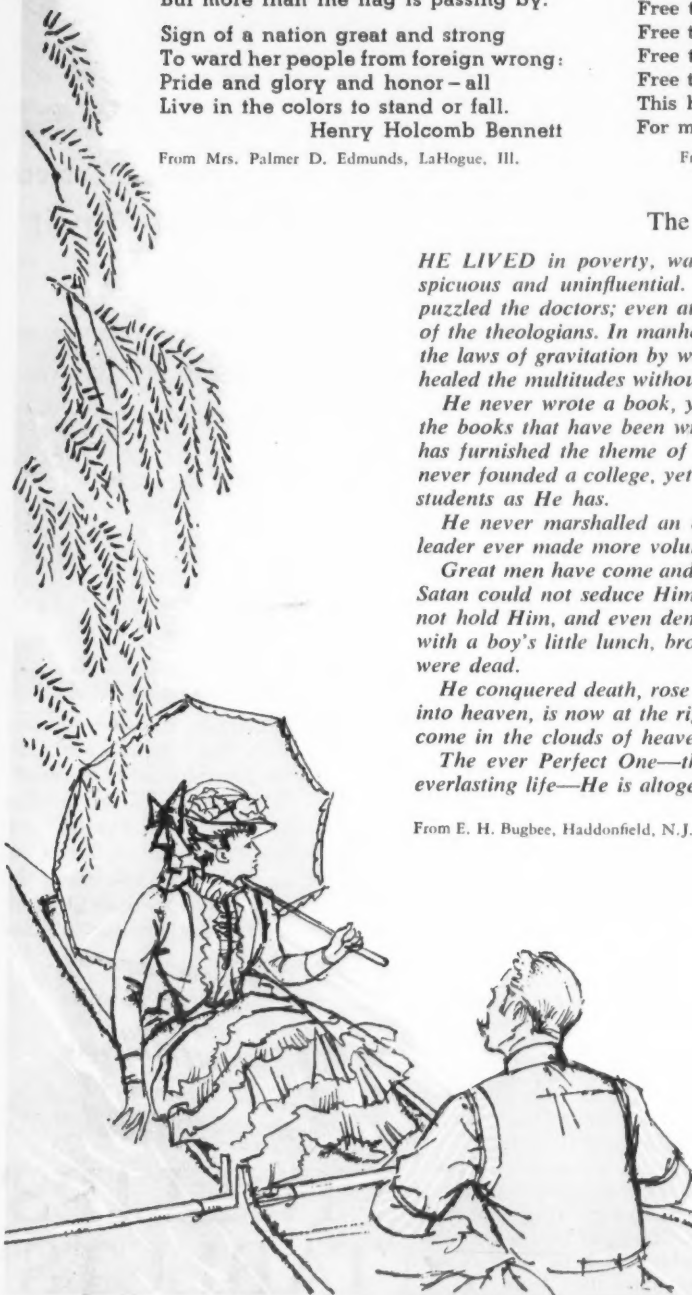 But more than the flag is passing by.
Sign of a nation great and strong
To ward her people from foreign wrong:
Pride and glory and honor – all
Live in the colors to stand or fall.
Henry Holcomb Bennett
From Mrs. Palmer D. Edmunds, LaHogue, Ill.
Free
Free
Free
Free
This
For
The
HE LIVED in poverty, wa
spicuous and uninfluential.
puzzled the doctors; even a
of the theologians. In manh
the laws of gravitation by w
healed the multitudes withou
He never wrote a book, y
the books that have been w
has furnished the theme of
never founded a college, yet
students as He has.
He never marshalled an
leader ever made more volu
Great men have come and
Satan could not seduce Him
not hold Him, and even den
with a boy's little lunch, bro
were dead.
He conquered death, rose
into heaven, is now at the ri
come in the clouds of heave
The ever Perfect One—th
everlasting life—He is altoge
From E. H. Bugbee, Haddonfield, N.J.